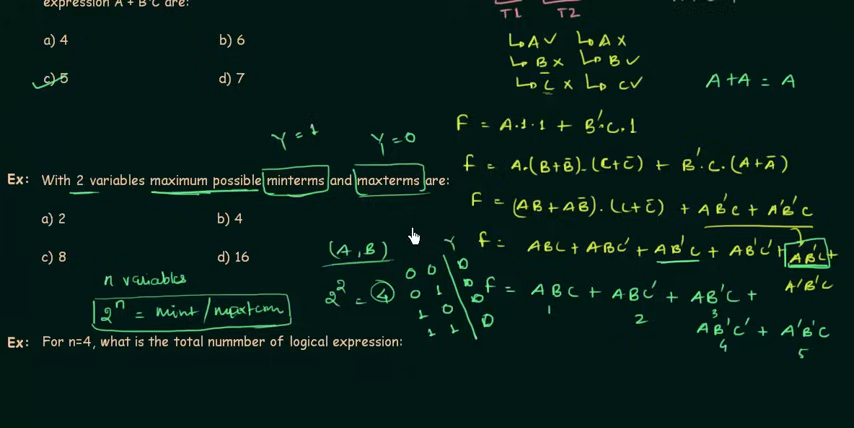 expression A + B'C are:
T1 T2
a) 4 b) 6
c) 5 d) 7
↳A✓ ↳A×
↳B× ↳B✓
↳C̄× ↳C✓
A+A = A
Y=1 Y=0
F = A.1.1 + B'.C.1
Ex: With 2 variables maximum possible minterms and maxterms are:
f = A.(B+B̄).(C+C̄) + B'.C.(A+Ā)
a) 2 b) 4
F = (AB+AB̄).(C+C̄) + AB'C + A'B'C
c) 8 d) 16
(A, B) Y
f = ABC + ABC' + AB'C + AB'C' + AB'C +
A'B'C
n variables
2ⁿ = mint/maxterm
2² = 4
0 0 0
0 1 0
1 0 0
1 1 0
f = ABC + ABC' + AB'C +
1 2 3
AB'C' + A'B'C
4 5
Ex: For n=4, what is the total nummber of logical expression: